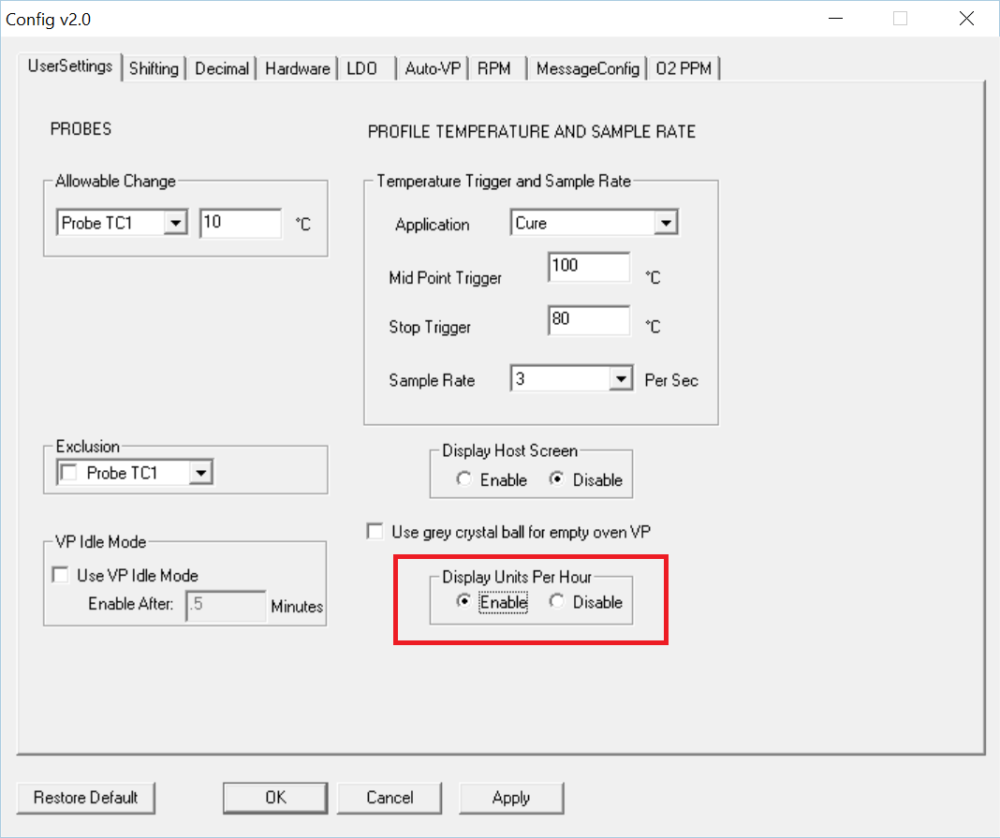 Config v2.0
UserSettings
Shifting
Decimal
Hardware
LDO
Auto-VP
RPM
MessageConfig
O2 PPM
PROBES
Allowable Change
Probe TC1
10
°C
Exclusion
Probe TC1
VP Idle Mode
Use VP Idle Mode
Enable After:
.5
Minutes
PROFILE TEMPERATURE AND SAMPLE RATE
Temperature Trigger and Sample Rate
Application
Cure
Mid Point Trigger
100
°C
Stop Trigger
80
°C
Sample Rate
3
Per Sec
Display Host Screen
Enable
Disable
Use grey crystal ball for empty oven VP
Display Units Per Hour
Enable
Disable
Restore Default
OK
Cancel
Apply